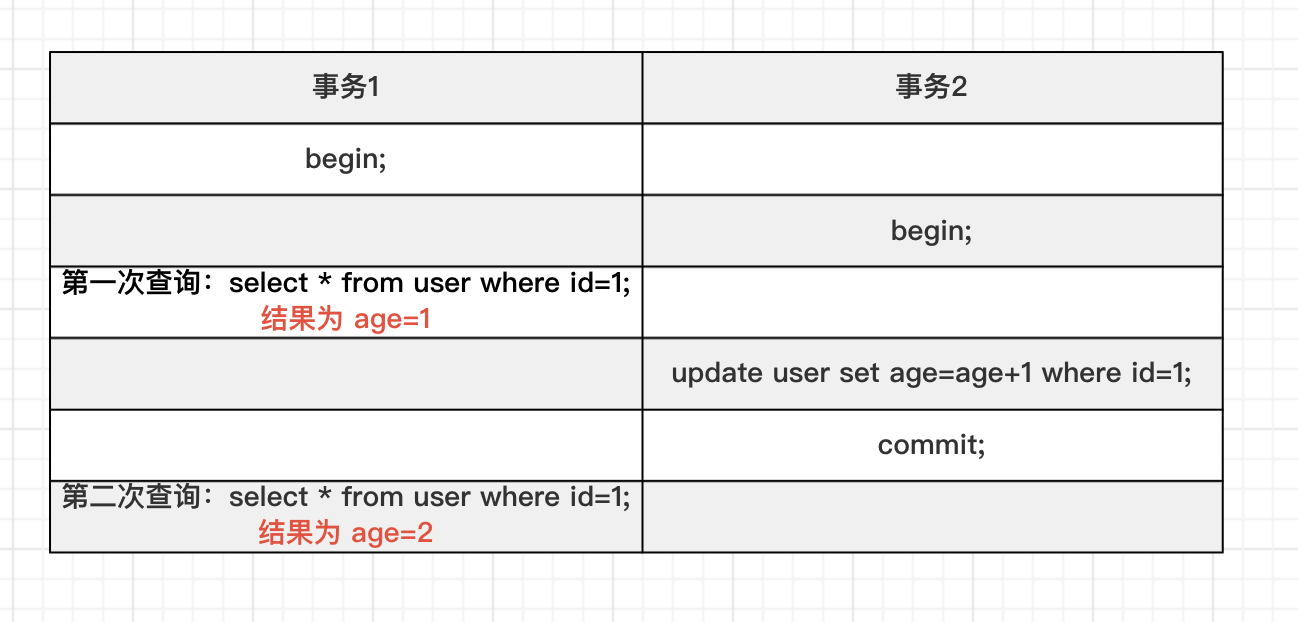 事务1
事务2
begin;
begin;
第一次查询：select * from user where id=1;
结果为 age=1
update user set age=age+1 where id=1;
commit;
第二次查询：select * from user where id=1;
结果为 age=2